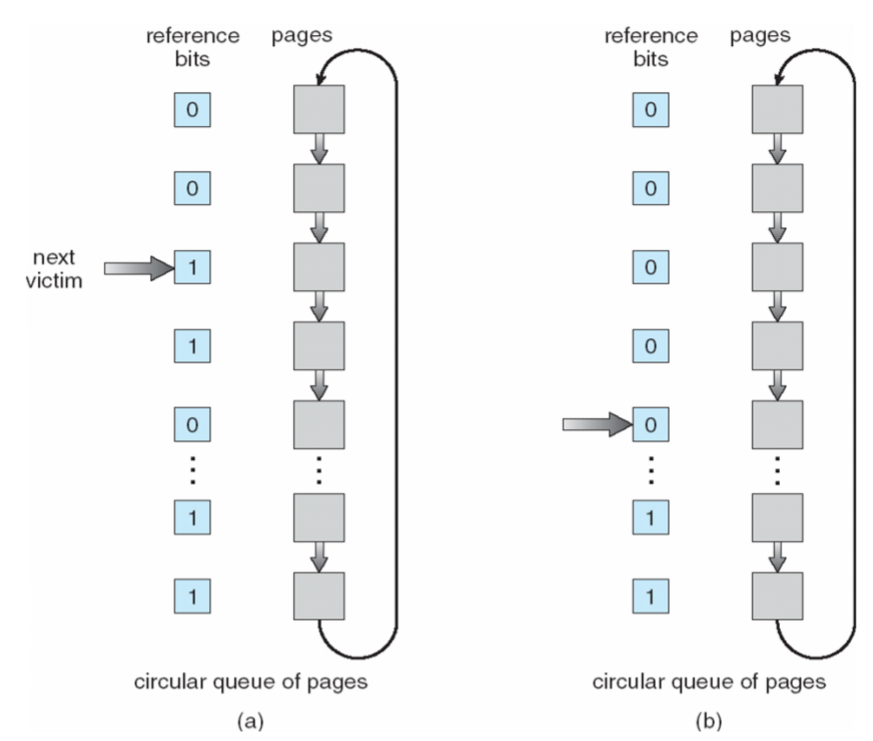 reference bits
pages
0
0
next victim
1
1
0
1
1
circular queue of pages
(a)
reference bits
pages
0
0
0
0
0
1
1
circular queue of pages
(b)